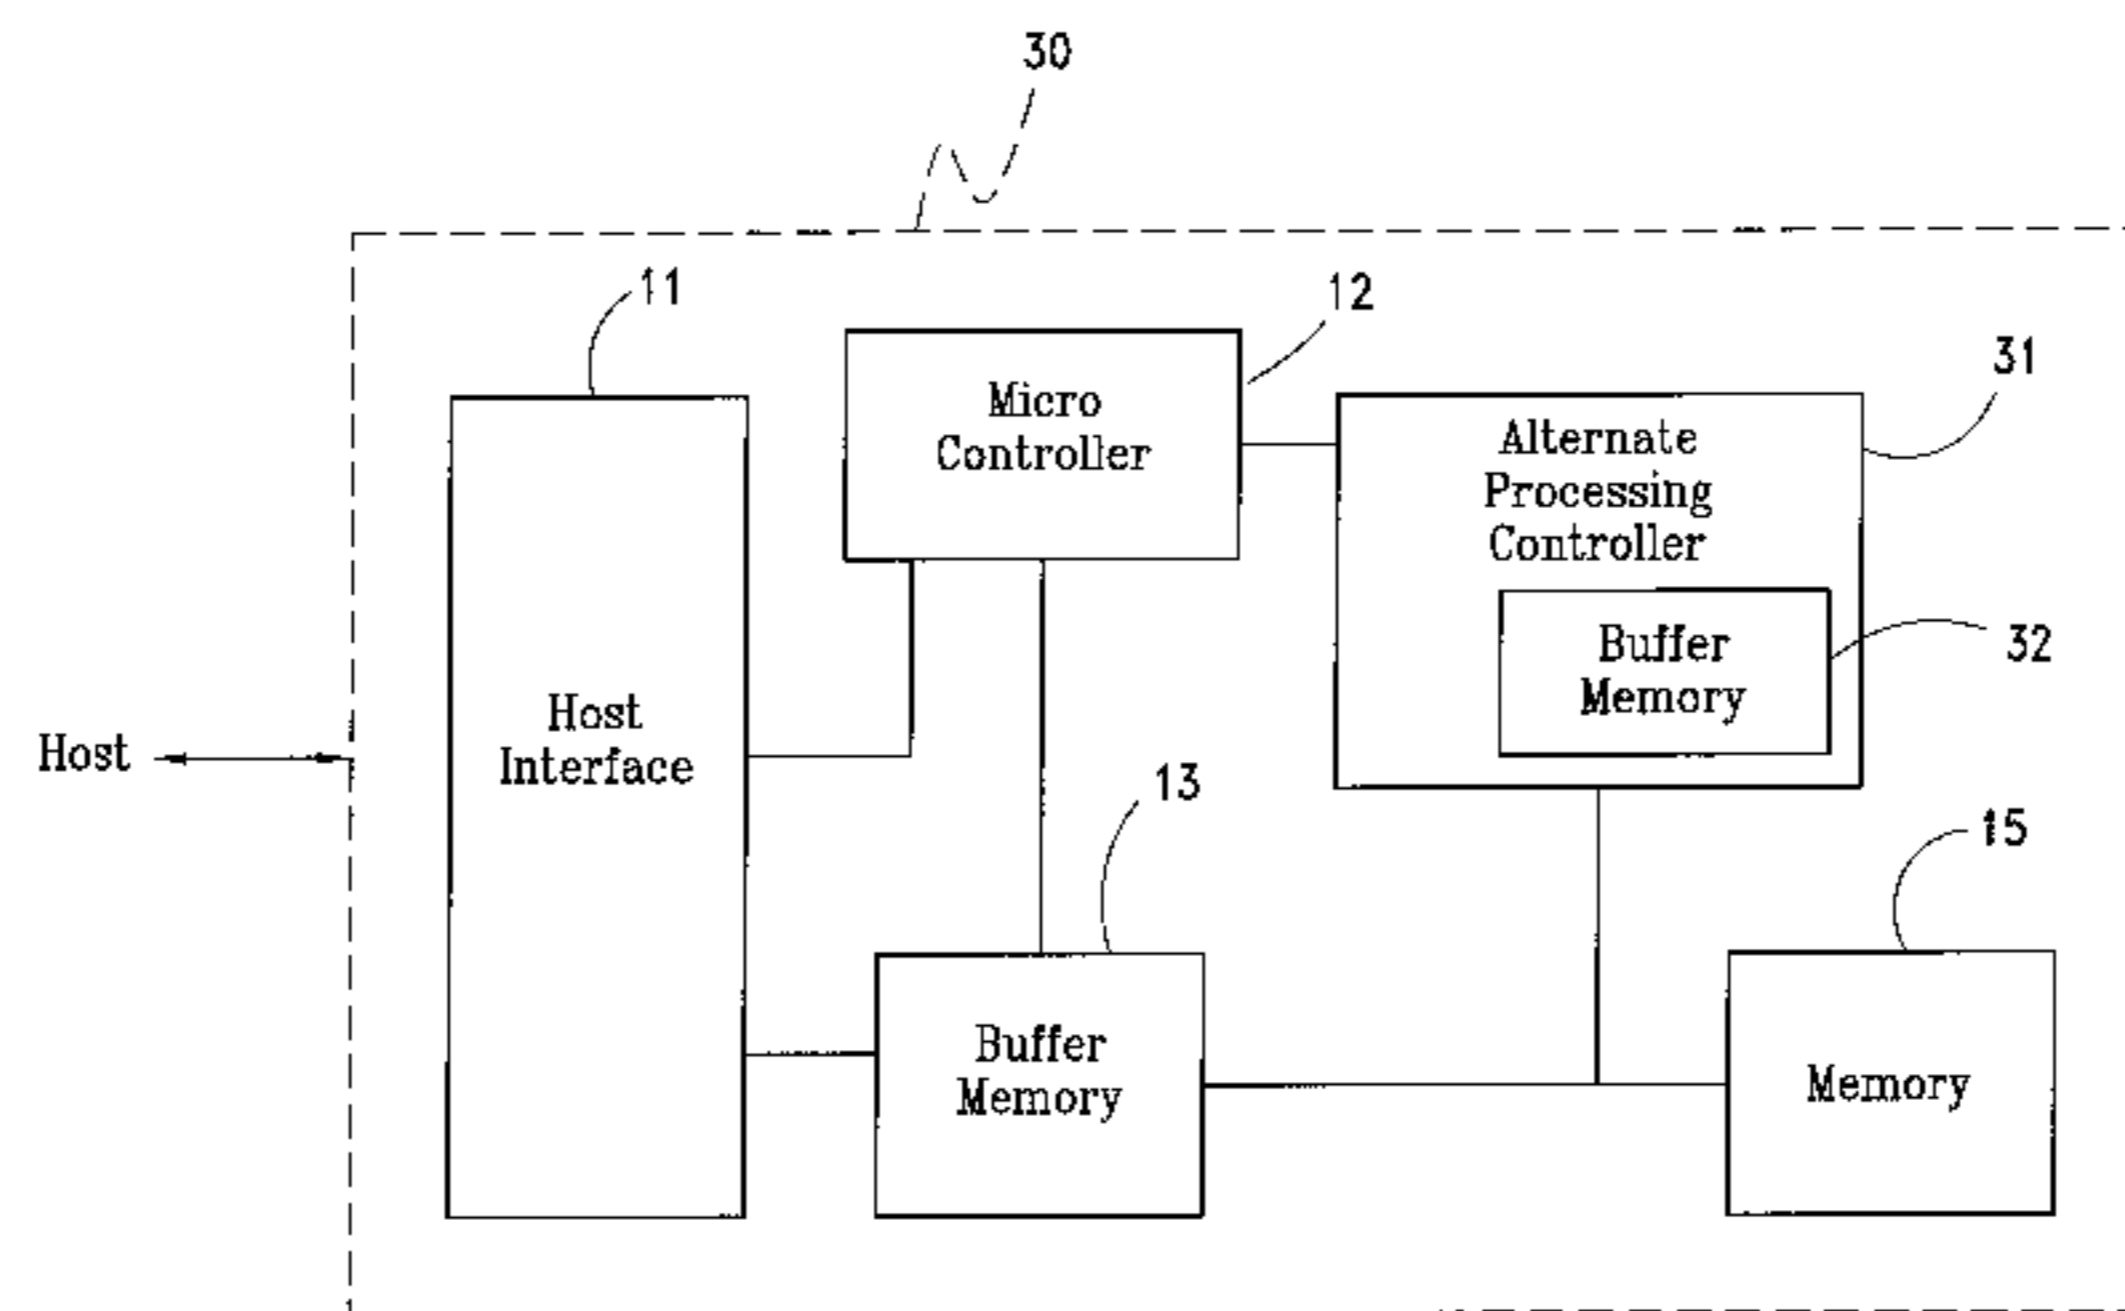 30
11
12
31
Micro
Controller
Alternate
Processing
Controller
Buffer
Memory
32
Host
Interface
Host
13
15
Buffer
Memory
Memory